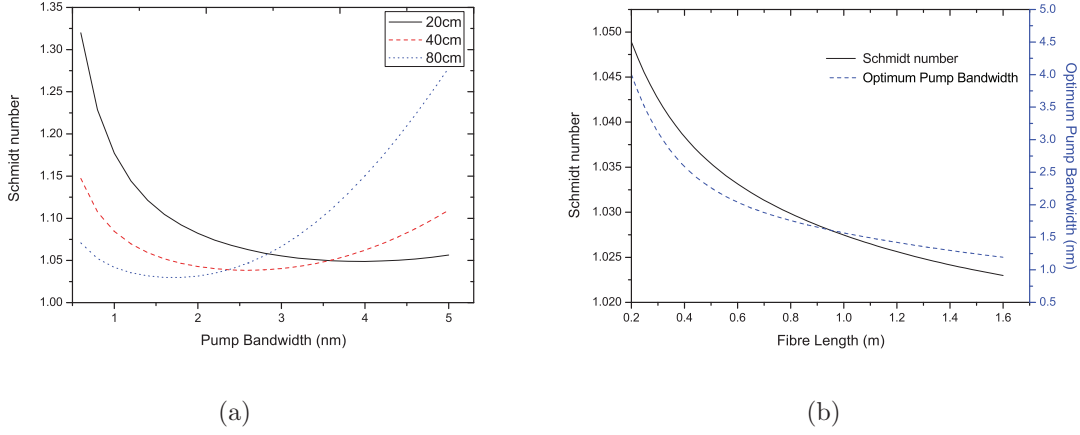 1.35
1.30
1.25
1.20
1.15
1.10
1.05
1.00
Schmidt number
20cm
40cm
80cm
1 2 3 4 5
Pump Bandwidth (nm)
(a)
1.050
1.045
1.040
1.035
1.030
1.025
1.020
Schmidt number
Schmidt number
Optimum Pump Bandwidth
5.0
4.5
4.0
3.5
3.0
2.5
2.0
1.5
1.0
0.5
Optimum Pump Bandwidth (nm)
0.2 0.4 0.6 0.8 1.0 1.2 1.4 1.6
Fibre Length (m)
(b)